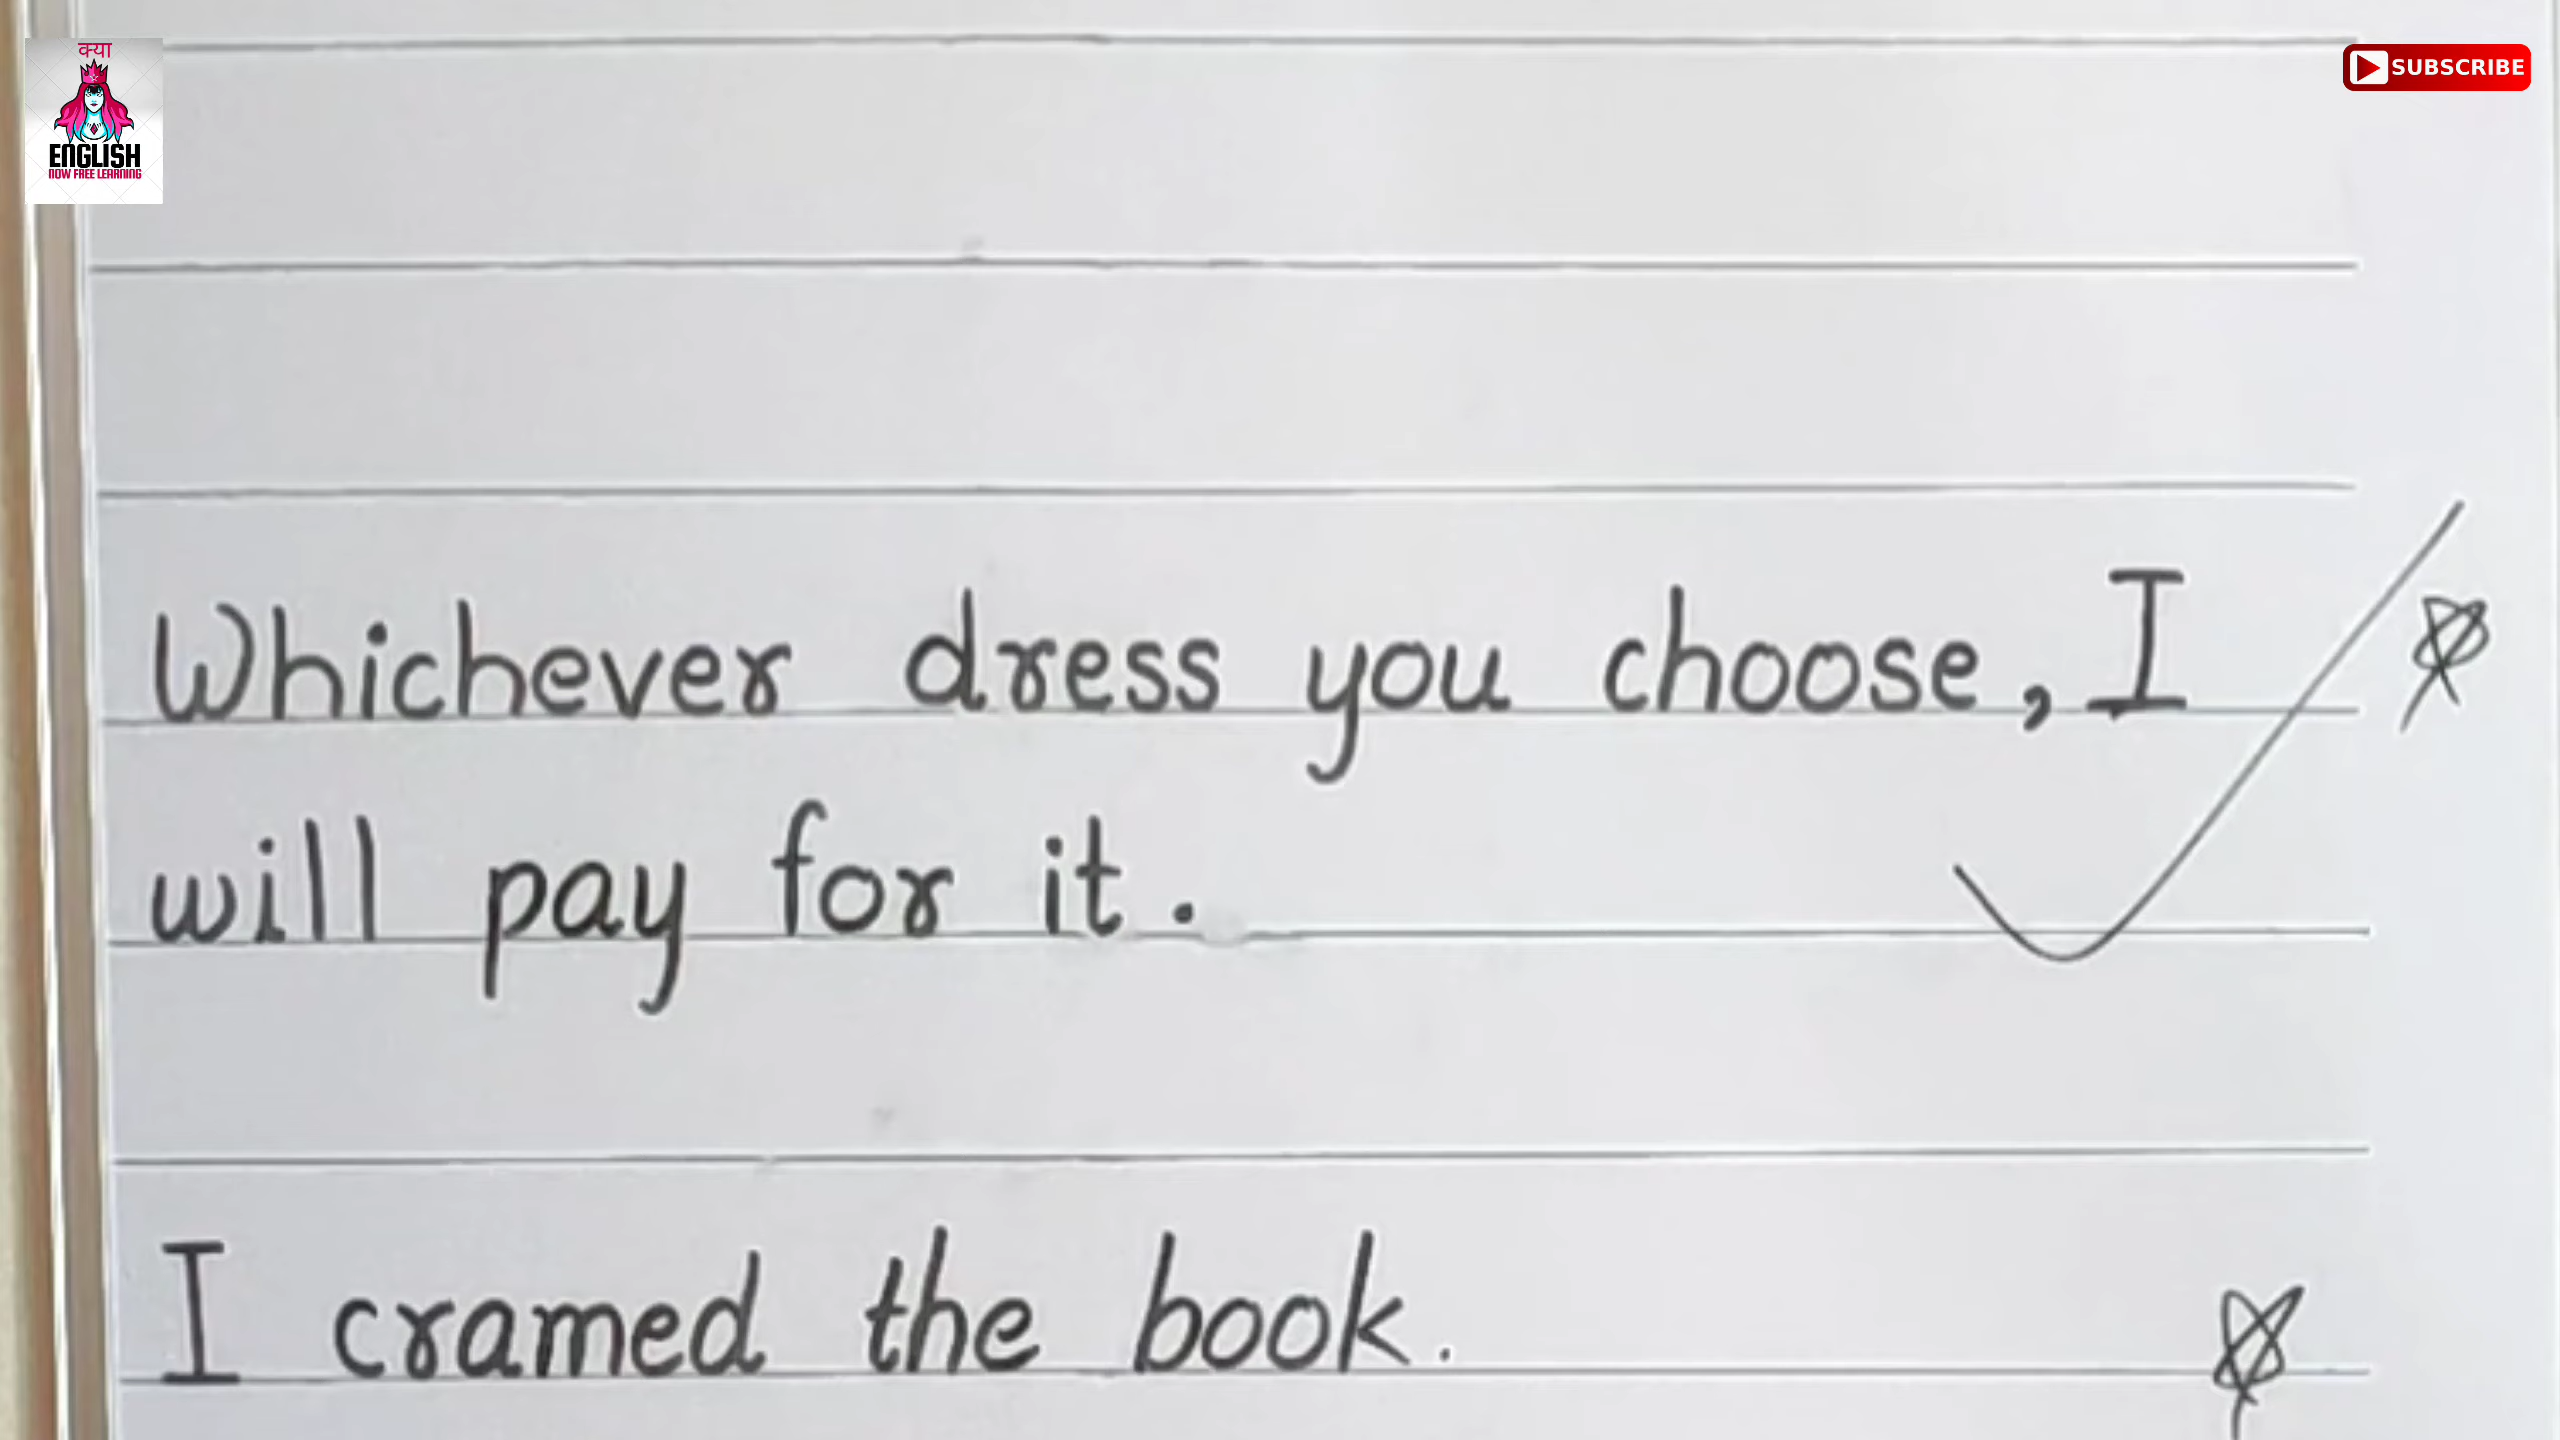 क्या
ENGLISH
NOW FREE LEARNING
SUBSCRIBE
Whichever dress you choose, I
will pay for it.
I cramed the book.